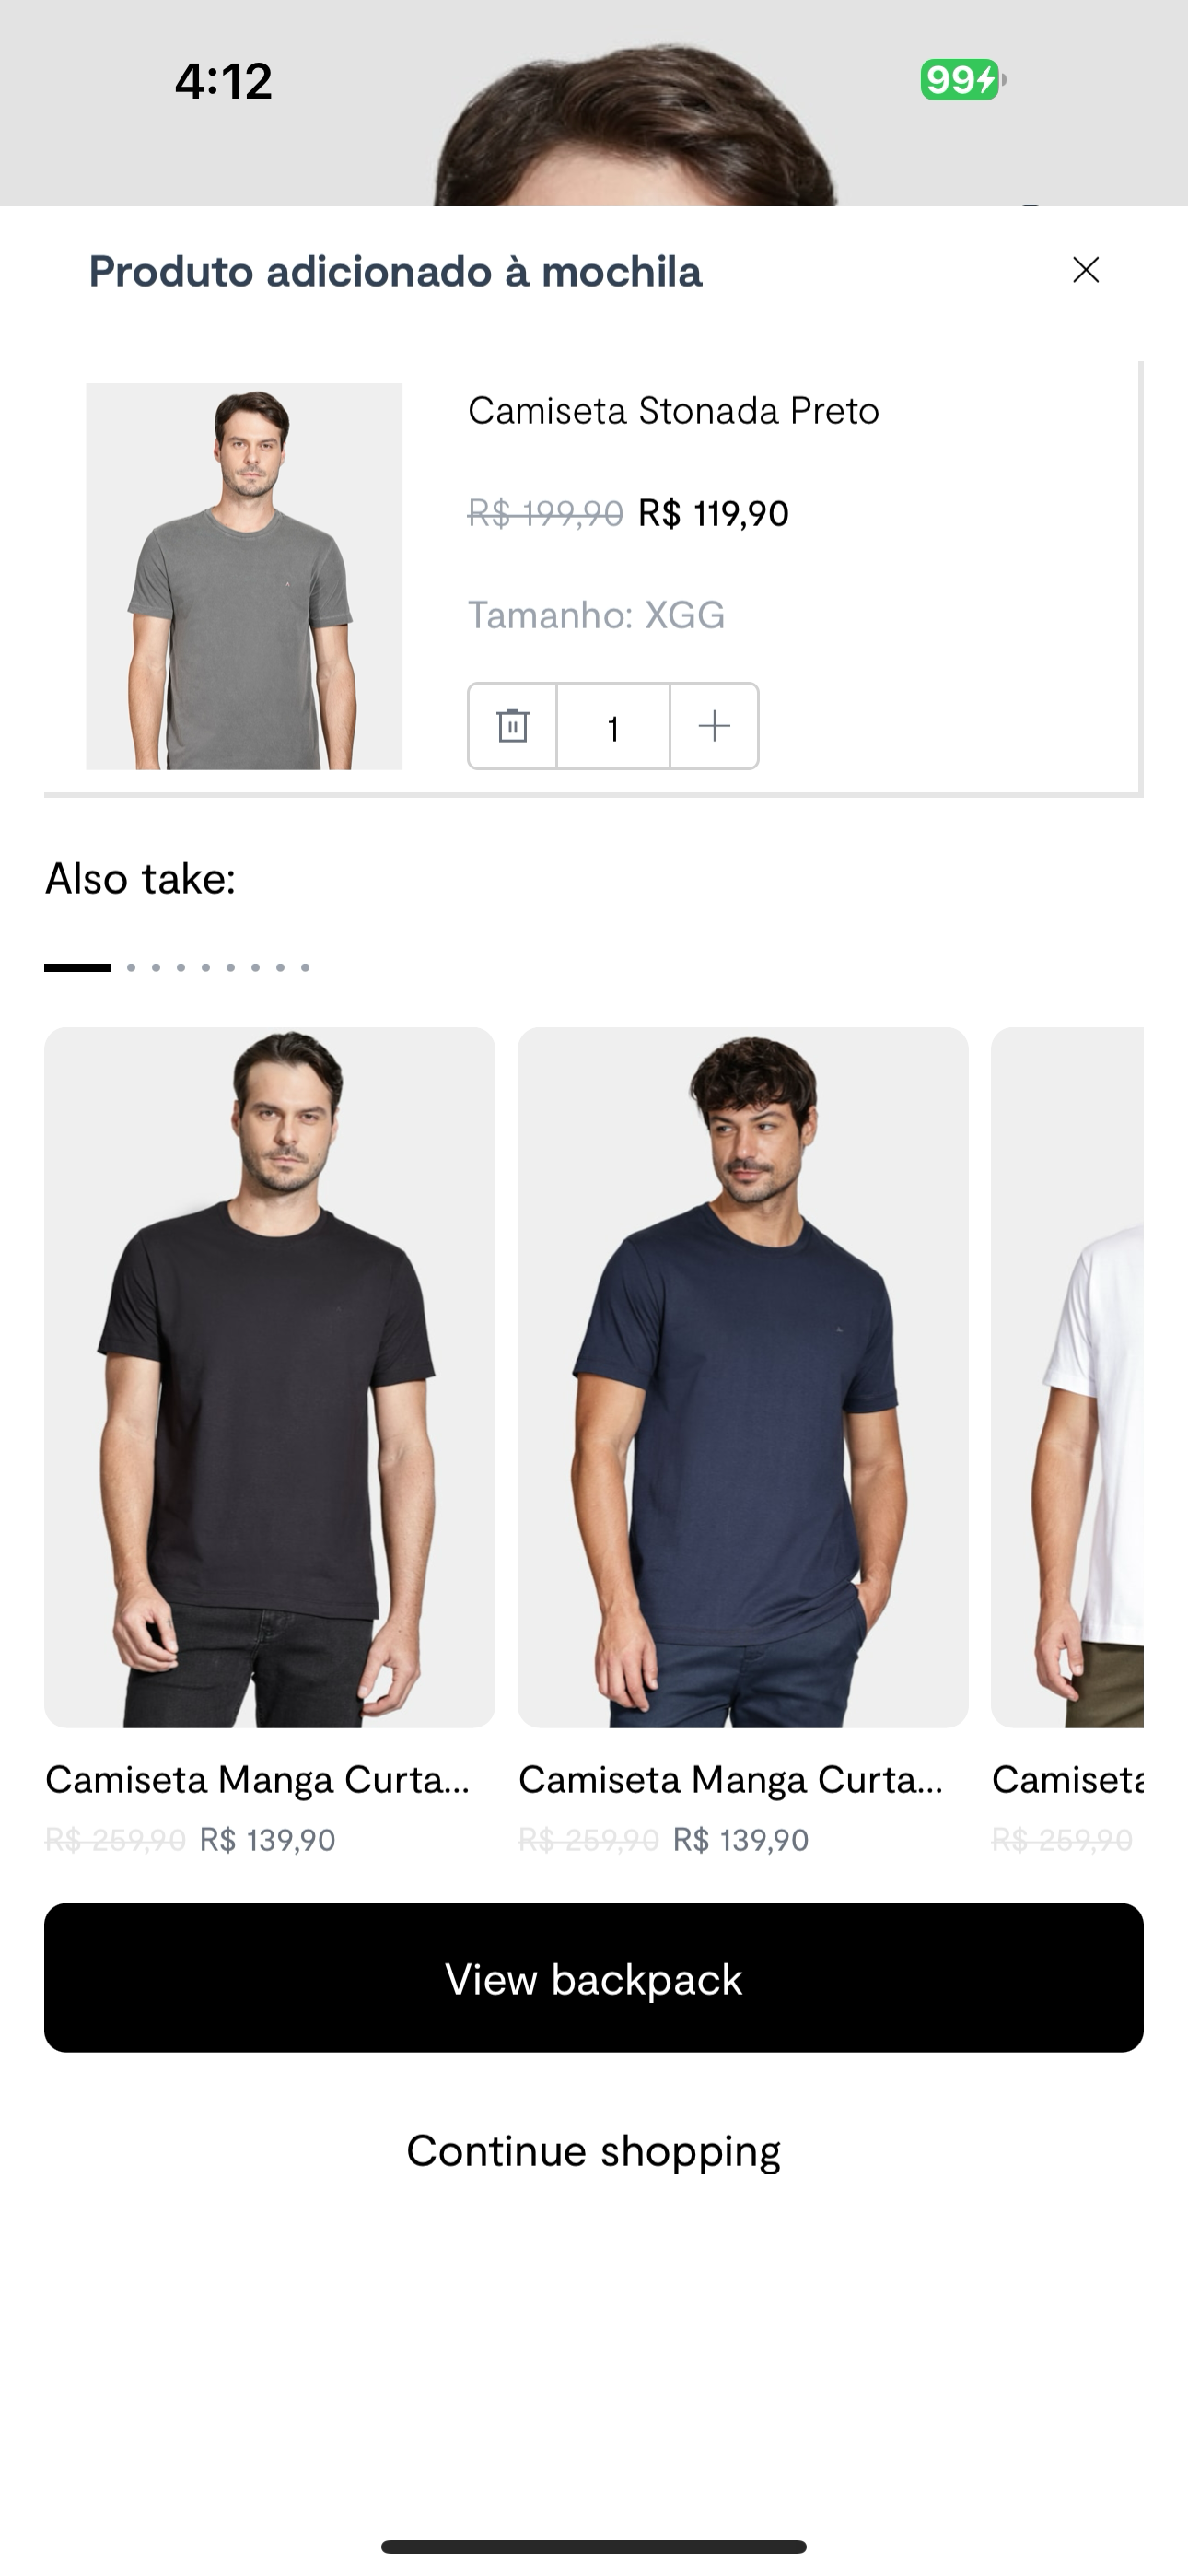 4:12
99
Produto adicionado à mochila
Camiseta Stonada Preto
R$ 199,90 R$ 119,90
Tamanho: XGG
1
Also take:
Camiseta Manga Curta... Camiseta Manga Curta... Camiseta
R$ 259,90 R$ 139,90 R$ 259,90 R$ 139,90 R$ 259,90
View backpack
Continue shopping